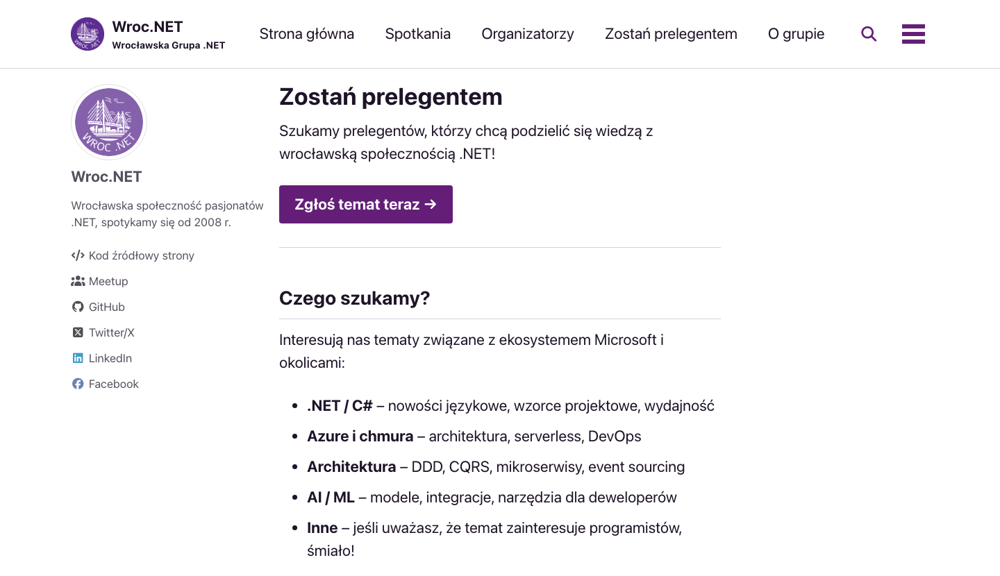 Wroc.NET
Wrocławska Grupa .NET
Strona główna
Spotkania
Organizatorzy
Zostań prelegentem
O grupie
WROC .NET
WROC .NET
Wroc.NET
Wrocławska społeczność pasjonatów
.NET, spotykamy się od 2008 r.
Kod źródłowy strony
Meetup
GitHub
Twitter/X
LinkedIn
Facebook
Zostań prelegentem
Szukamy prelegentów, którzy chcą podzielić się wiedzą z
wrocławską społecznością .NET!
Zgłoś temat teraz →
Czego szukamy?
Interesują nas tematy związane z ekosystemem Microsoft i
okolicami:
• .NET / C# – nowości językowe, wzorce projektowe, wydajność
• Azure i chmura – architektura, serverless, DevOps
• Architektura – DDD, CQRS, mikroserwisy, event sourcing
• AI / ML – modele, integracje, narzędzia dla deweloperów
• Inne – jeśli uważasz, że temat zainteresuje programistów,
śmiało!